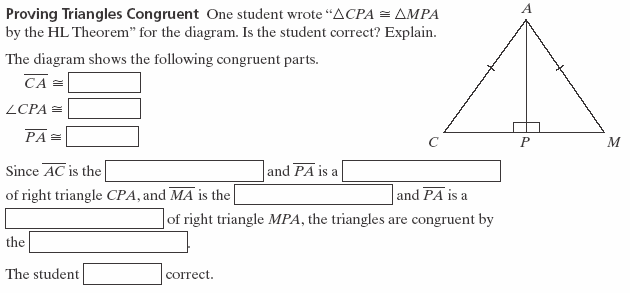 Proving Triangles Congruent One student wrote “△CPA ≅ △MPA
by the HL Theorem” for the diagram. Is the student correct? Explain.
The diagram shows the following congruent parts.
CA ≅
∠CPA ≅
PA ≅
A
C
P
M
Since AC is the and PA is a
of right triangle CPA, and MA is the and PA is a
of right triangle MPA, the triangles are congruent by
the .
The student correct.